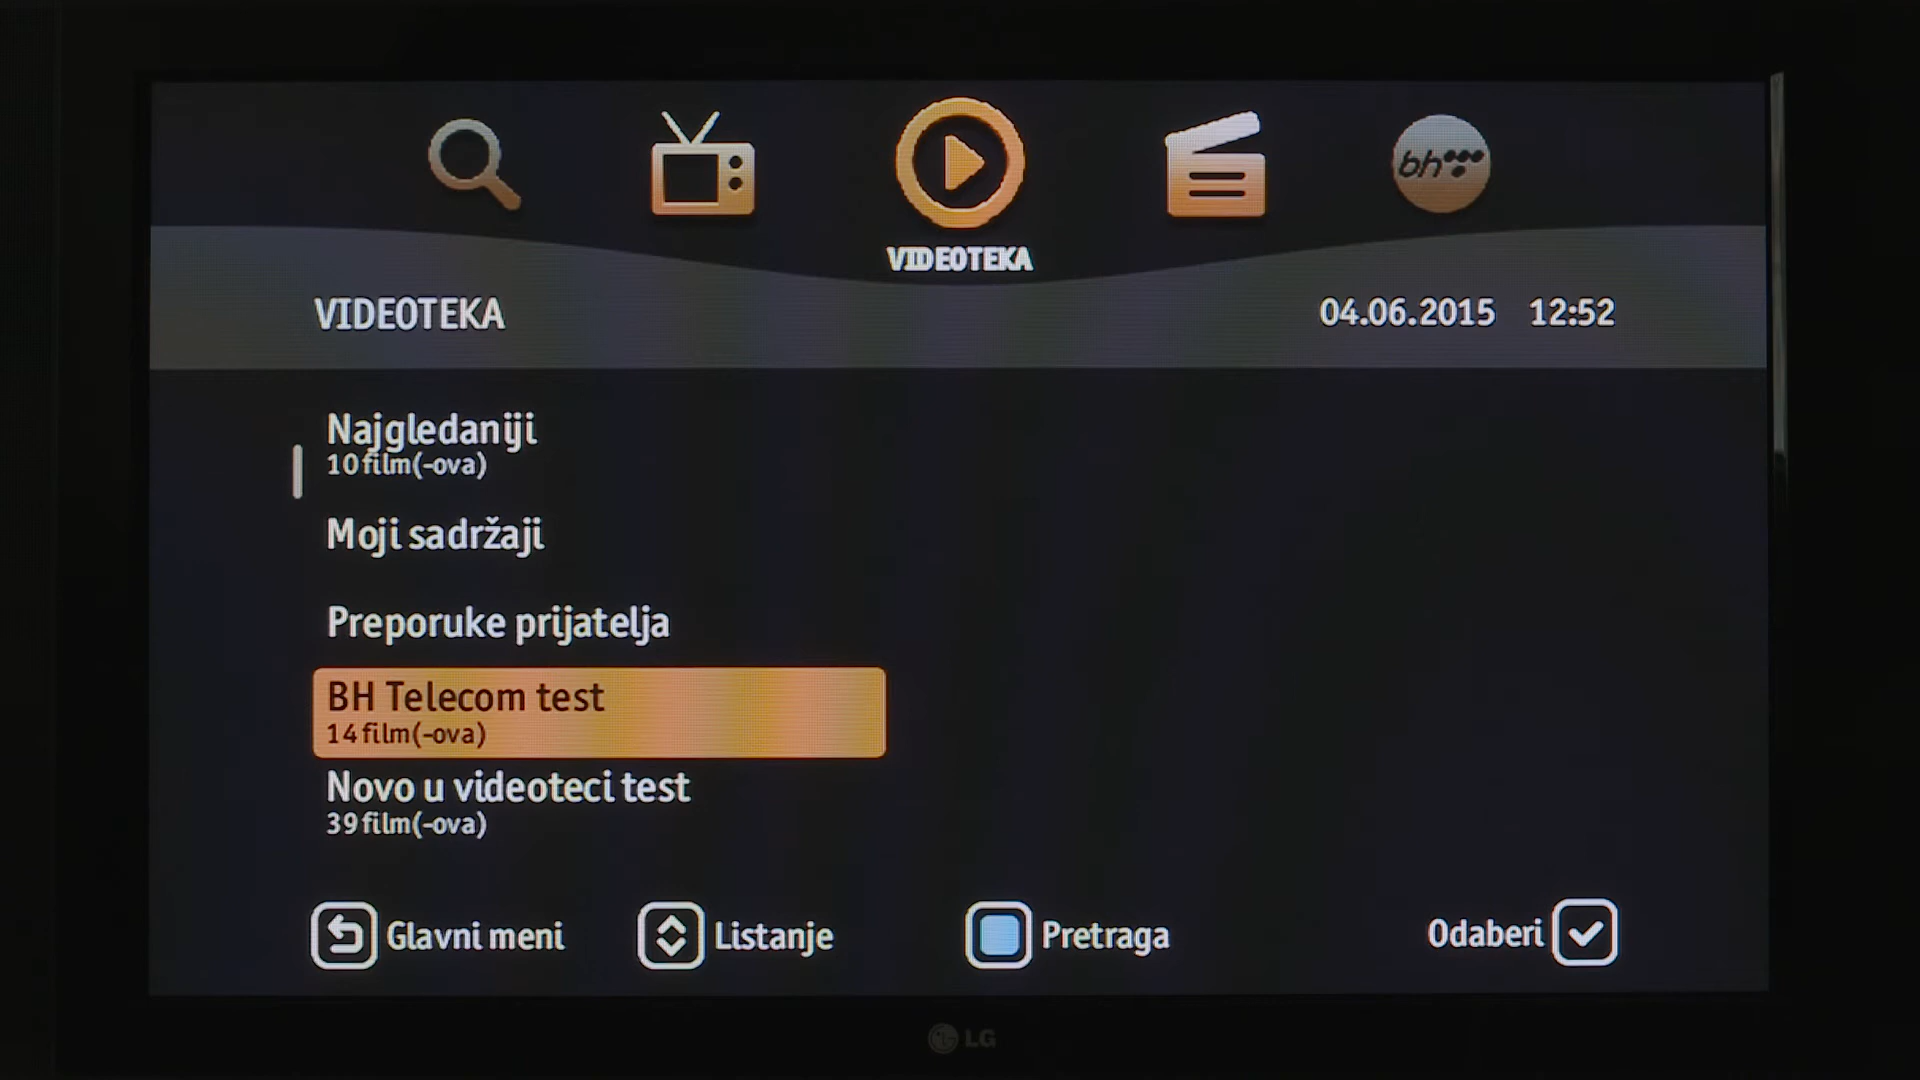 bh
VIDEOTEKA
VIDEOTEKA
04.06.2015 12:52
Najgledaniji
10 film(-ova)
Moji sadržaji
Preporuke prijatelja
BH Telecom test
14 film(-ova)
Novo u videoteci test
39 film(-ova)
Glavni meni
Listanje
Pretraga
Odaberi
LG